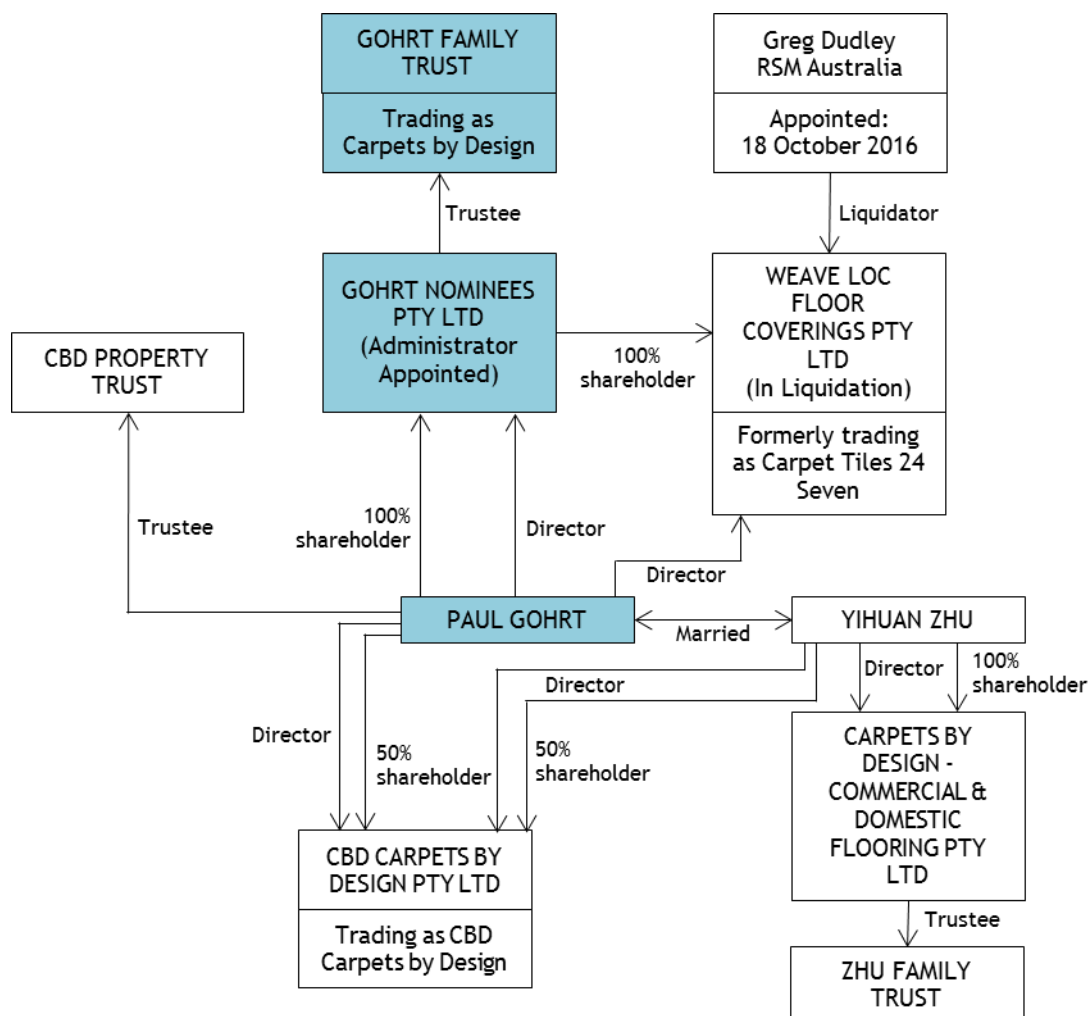 GOHRT FAMILY
TRUST
Trading as
Carpets by Design
Greg Dudley
RSM Australia
Appointed:
18 October 2016
Trustee
Liquidator
GOHRT NOMINEES
PTY LTD
(Administrator
Appointed)
WEAVE LOC
FLOOR
COVERINGS PTY
LTD
(In Liquidation)
Formerly trading
as Carpet Tiles 24
Seven
100%
shareholder
CBD PROPERTY
TRUST
Trustee
100%
shareholder
Director
Director
PAUL GOHRT
Married
YIHUAN ZHU
Director
50%
shareholder
Director
50%
shareholder
Director
100%
shareholder
CBD CARPETS BY
DESIGN PTY LTD
Trading as CBD
Carpets by Design
CARPETS BY
DESIGN -
COMMERCIAL &
DOMESTIC
FLOORING PTY
LTD
Trustee
ZHU FAMILY
TRUST